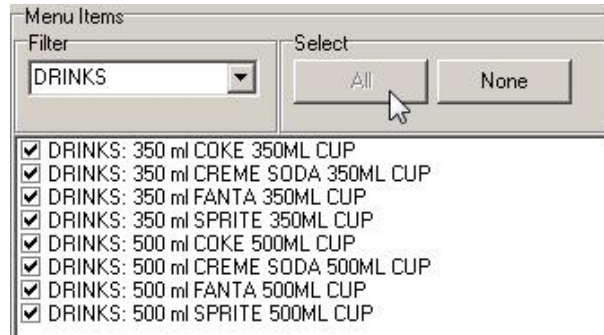 Menu Items
Filter
Select
DRINKS
All
None
DRINKS: 350 ml COKE 350ML CUP
DRINKS: 350 ml CREME SODA 350ML CUP
DRINKS: 350 ml FANTA 350ML CUP
DRINKS: 350 ml SPRITE 350ML CUP
DRINKS: 500 ml COKE 500ML CUP
DRINKS: 500 ml CREME SODA 500ML CUP
DRINKS: 500 ml FANTA 500ML CUP
DRINKS: 500 ml SPRITE 500ML CUP